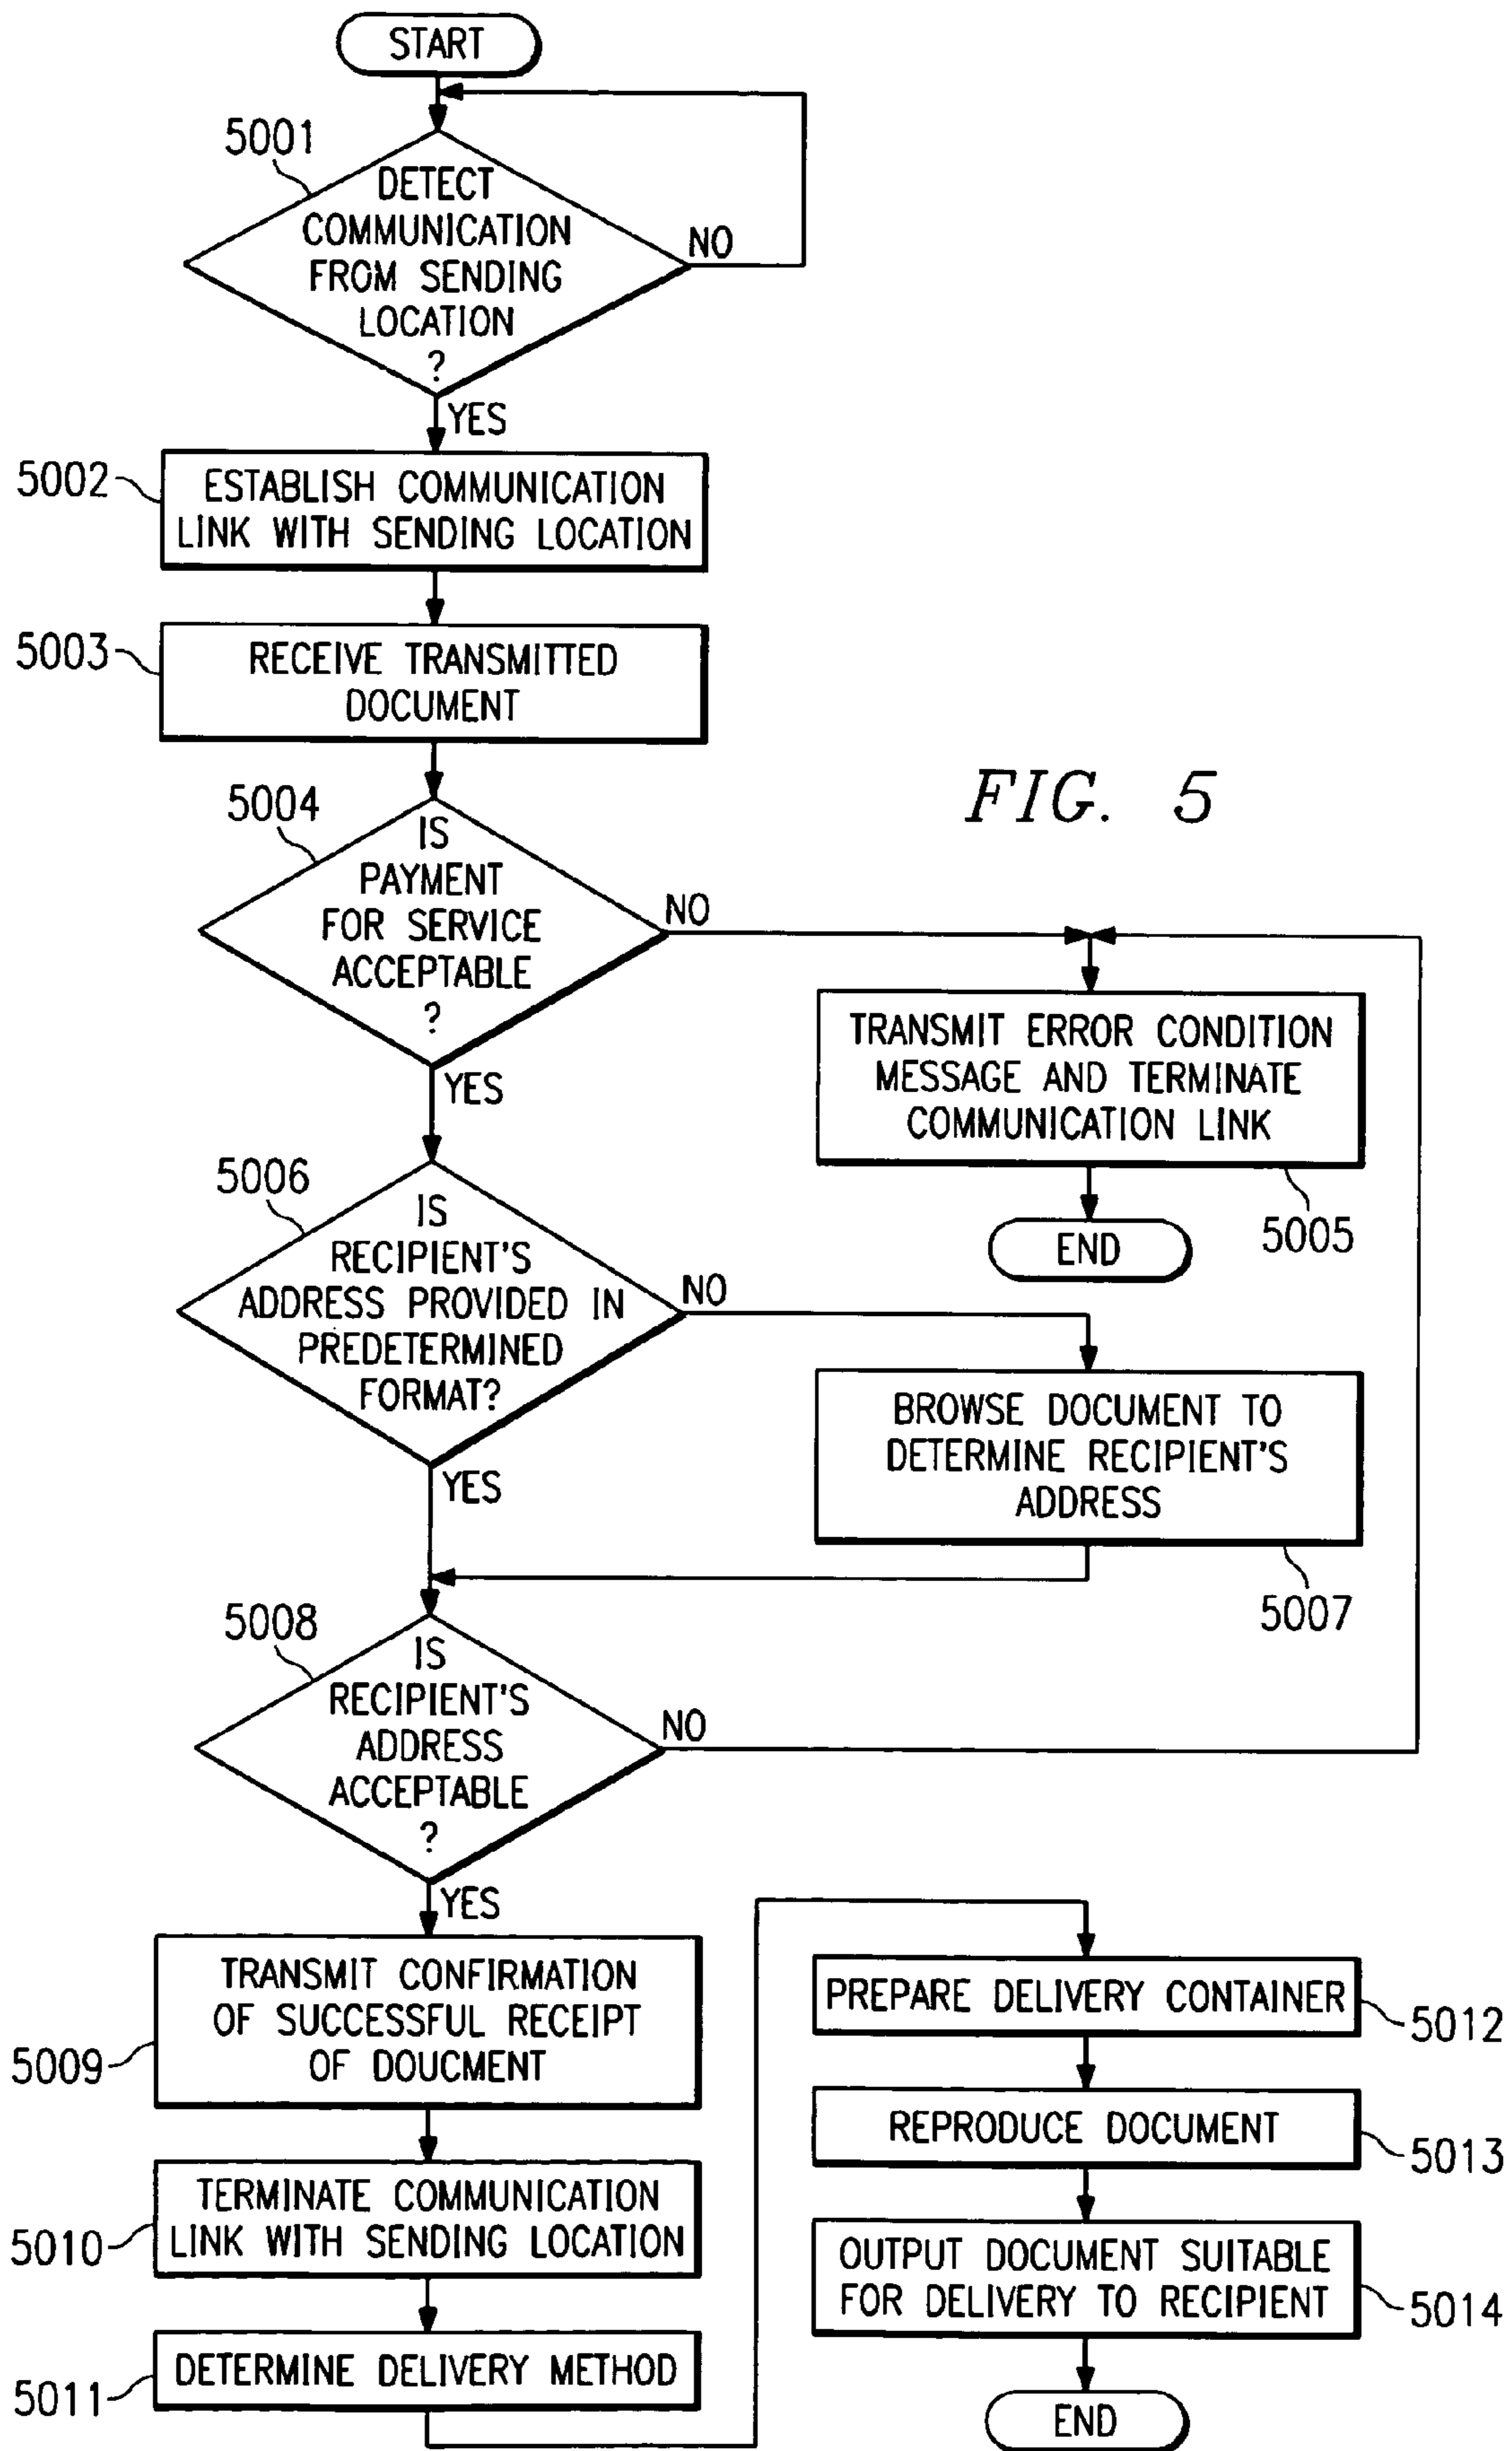 START
5001
DETECT
COMMUNICATION
FROM SENDING
LOCATION
?
NO
YES
5002
ESTABLISH COMMUNICATION
LINK WITH SENDING LOCATION
5003
RECEIVE TRANSMITTED
DOCUMENT
FIG. 5
5004
IS
PAYMENT
FOR SERVICE
ACCEPTABLE
?
NO
YES
TRANSMIT ERROR CONDITION
MESSAGE AND TERMINATE
COMMUNICATION LINK
5005
END
5006
IS
RECIPIENT'S
ADDRESS PROVIDED IN
PREDETERMINED
FORMAT?
NO
YES
BROWSE DOCUMENT TO
DETERMINE RECIPIENT'S
ADDRESS
5007
5008
IS
RECIPIENT'S
ADDRESS
ACCEPTABLE
?
NO
YES
5009
TRANSMIT CONFIRMATION
OF SUCCESSFUL RECEIPT
OF DOUCMENT
5010
TERMINATE COMMUNICATION
LINK WITH SENDING LOCATION
5011
DETERMINE DELIVERY METHOD
PREPARE DELIVERY CONTAINER
5012
REPRODUCE DOCUMENT
5013
OUTPUT DOCUMENT SUITABLE
FOR DELIVERY TO RECIPIENT
5014
END